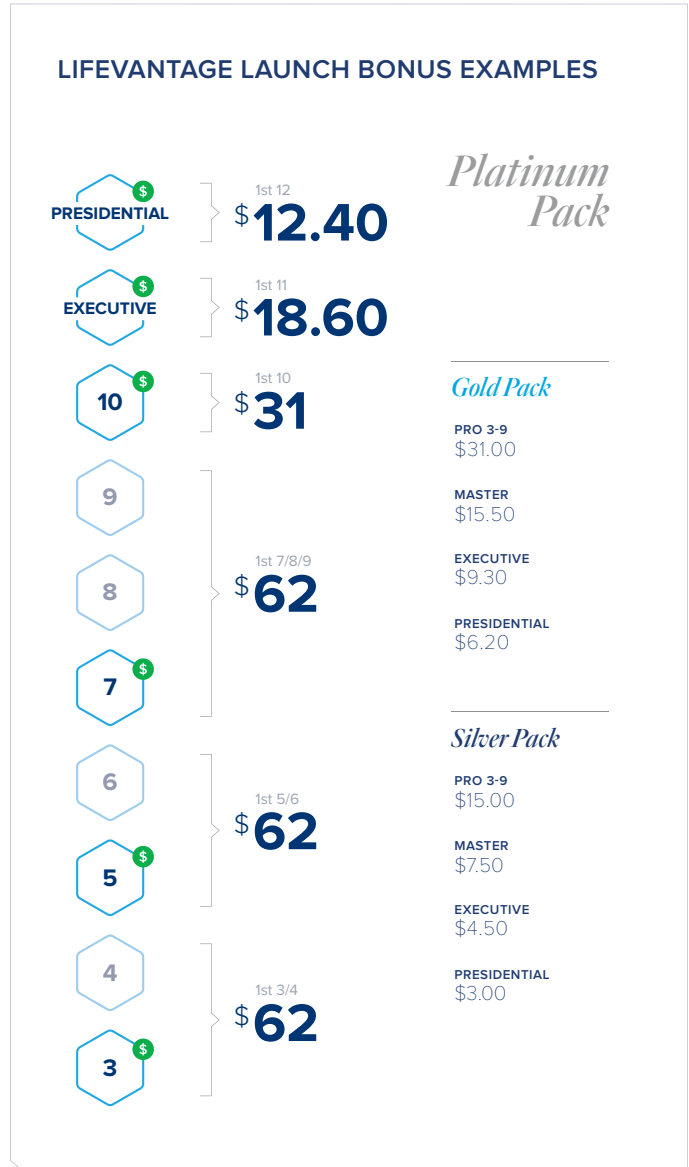 LIFEVANTAGE LAUNCH BONUS EXAMPLES
Platinum
Pack
PRESIDENTIAL
$
1st 12
$12.40
EXECUTIVE
$
1st 11
$18.60
10
$
1st 10
$31
9
8
7
$
1st 7/8/9
$62
6
5
$
1st 5/6
$62
4
3
$
1st 3/4
$62
Gold Pack
PRO 3-9
$31.00
MASTER
$15.50
EXECUTIVE
$9.30
PRESIDENTIAL
$6.20
Silver Pack
PRO 3-9
$15.00
MASTER
$7.50
EXECUTIVE
$4.50
PRESIDENTIAL
$3.00